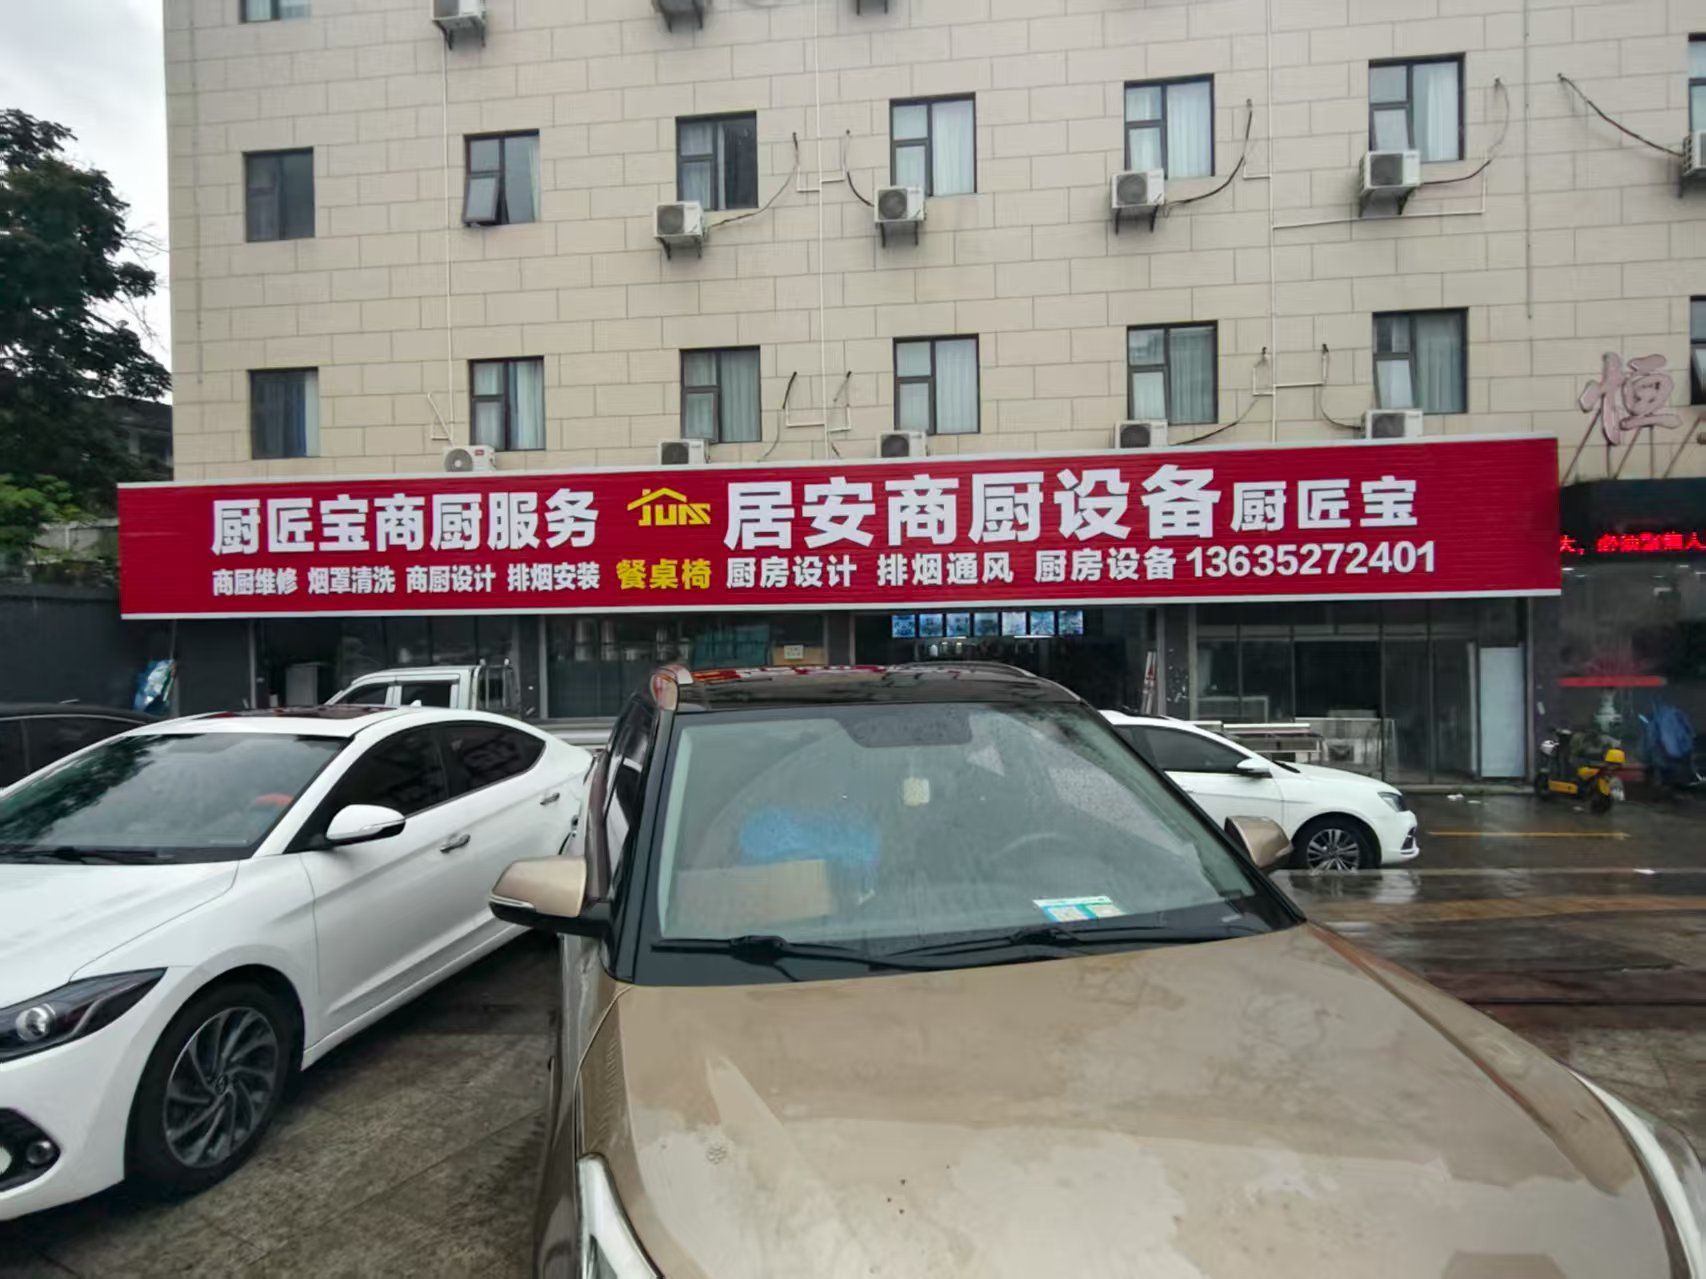 厨匠宝商厨服务 居安商厨设备厨匠宝
商厨维修 烟罩清洗 商厨设计 排烟安装 餐桌椅 厨房设计 排烟通风 厨房设备 13635272401
恒